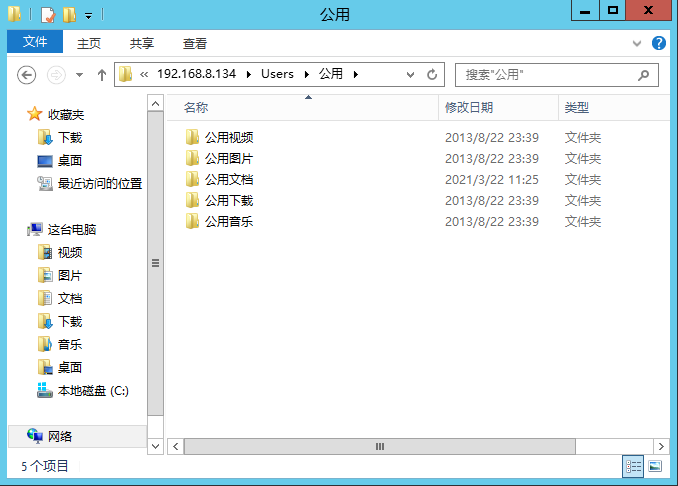 公用
文件 主页 共享 查看
« 192.168.8.134 Users 公用 搜索"公用"
名称 修改日期 类型
收藏夹
下载
桌面
最近访问的位置
这台电脑
视频
图片
文档
下载
音乐
桌面
本地磁盘 (C:)
网络
公用视频 2013/8/22 23:39 文件夹
公用图片 2013/8/22 23:39 文件夹
公用文档 2021/3/22 11:25 文件夹
公用下载 2013/8/22 23:39 文件夹
公用音乐 2013/8/22 23:39 文件夹
5 个项目